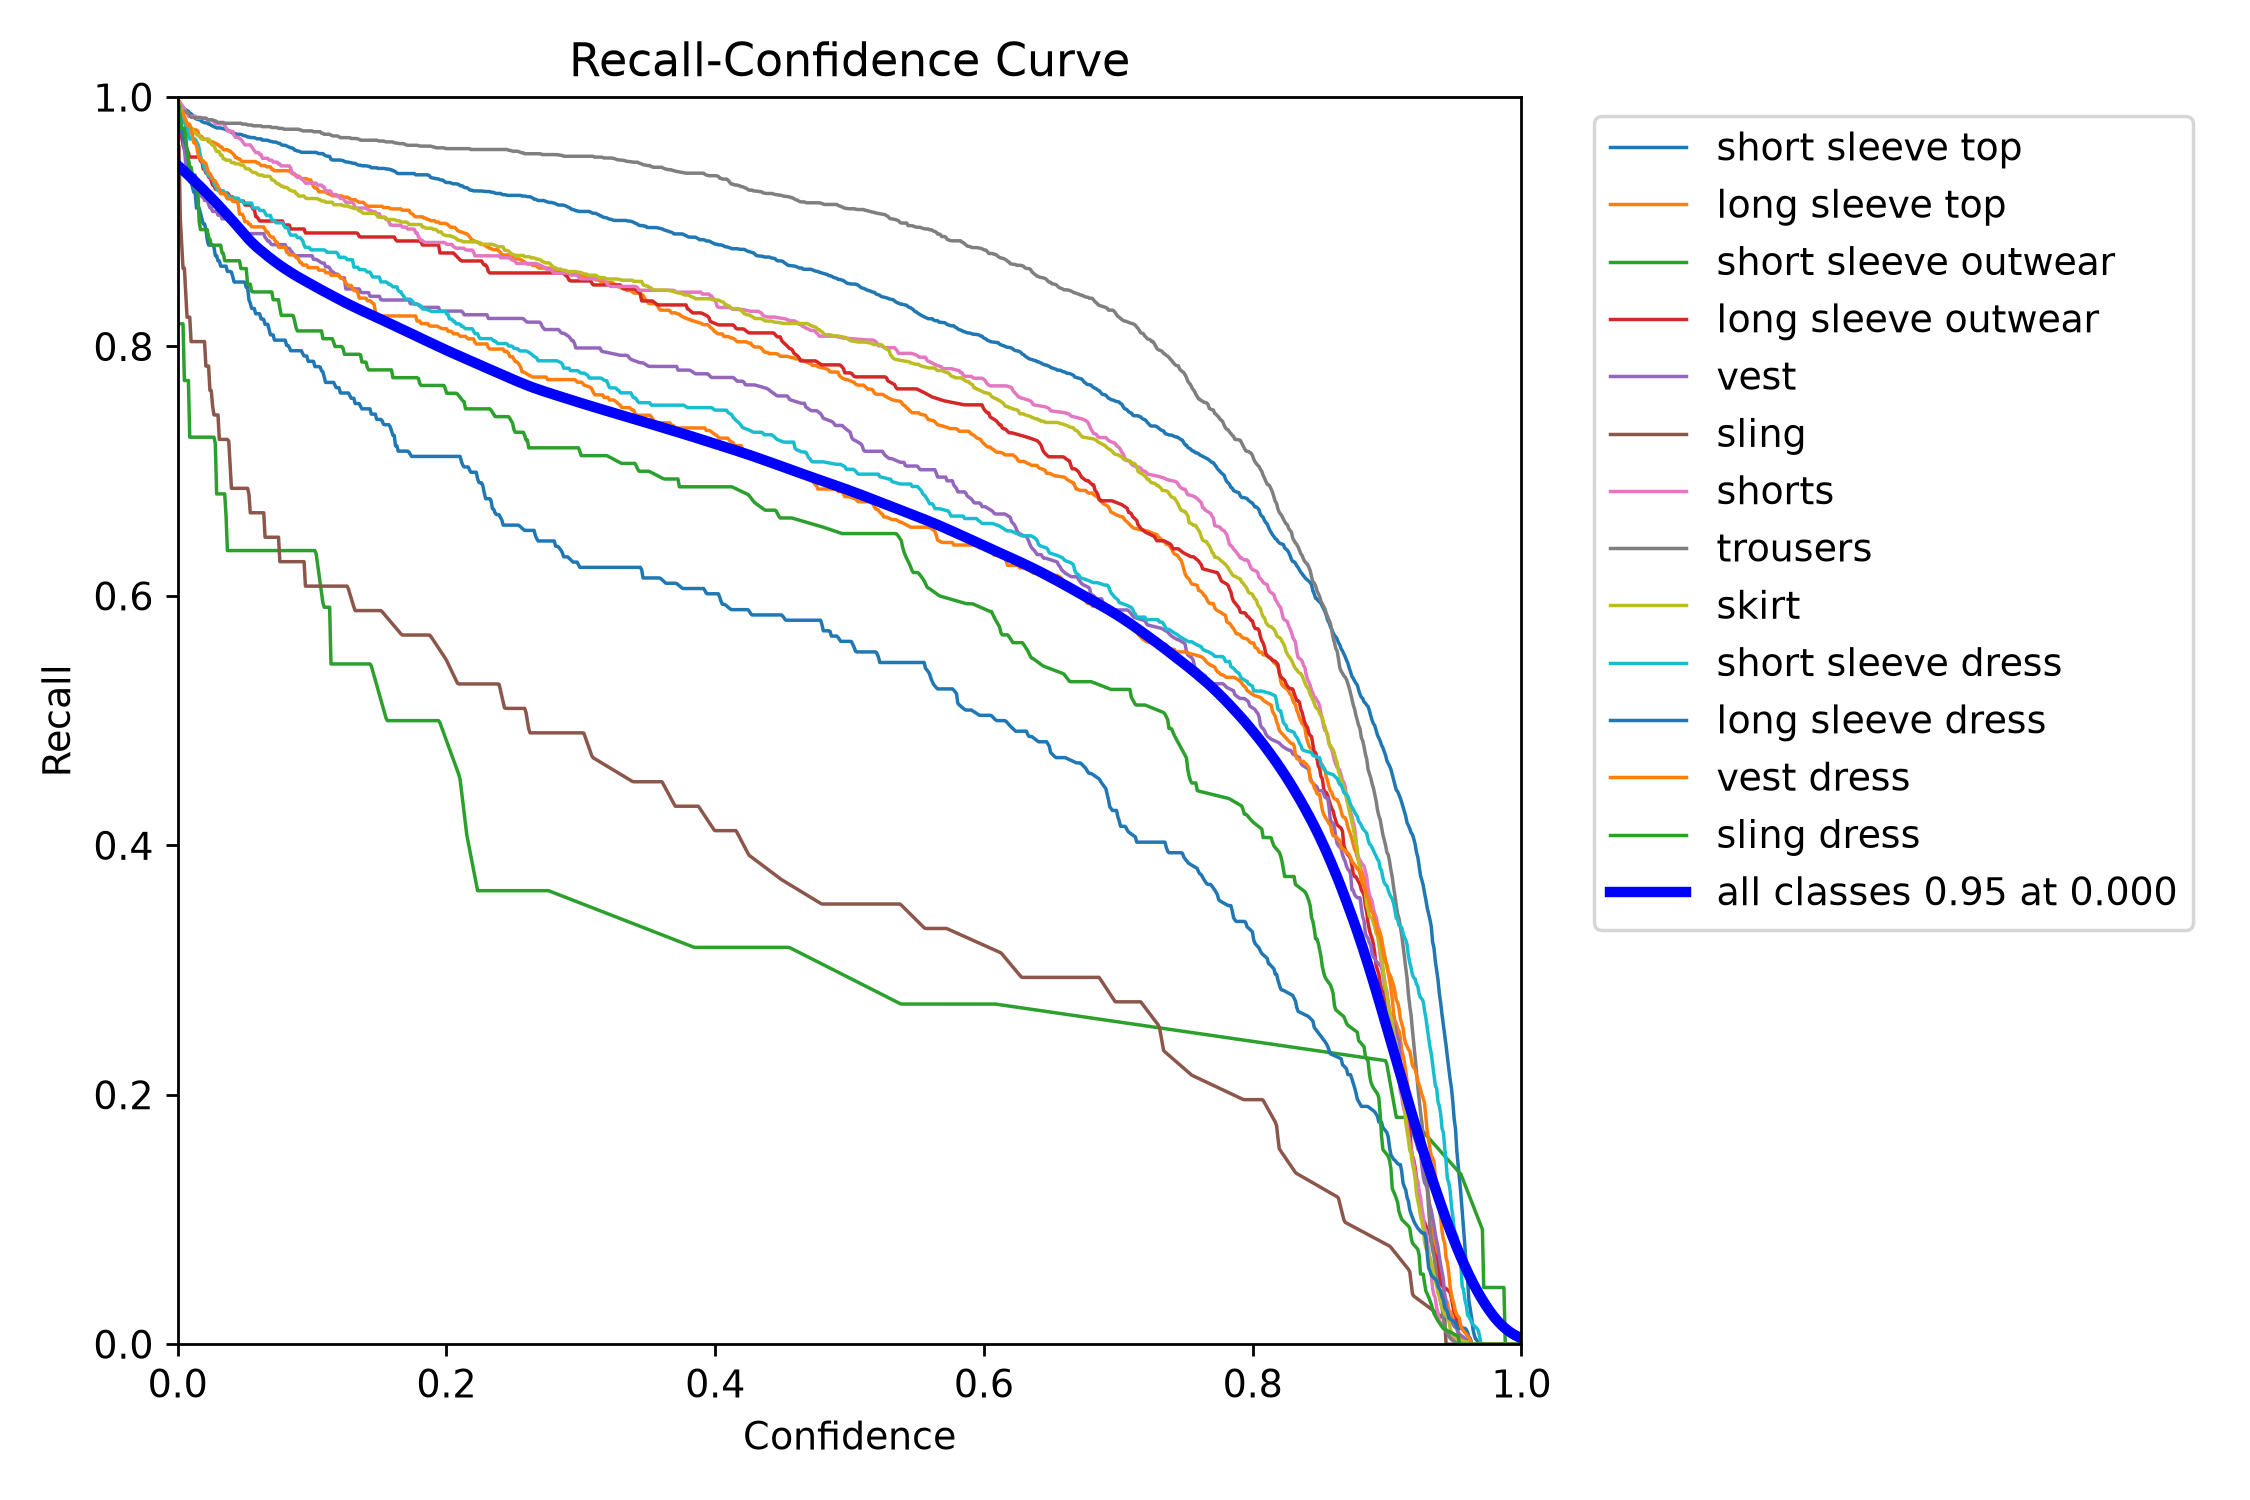 Recall-Confidence Curve
1.0
0.8
0.6
0.4
0.2
0.0
Recall
0.0 0.2 0.4 0.6 0.8 1.0
Confidence
short sleeve top
long sleeve top
short sleeve outwear
long sleeve outwear
vest
sling
shorts
trousers
skirt
short sleeve dress
long sleeve dress
vest dress
sling dress
all classes 0.95 at 0.000